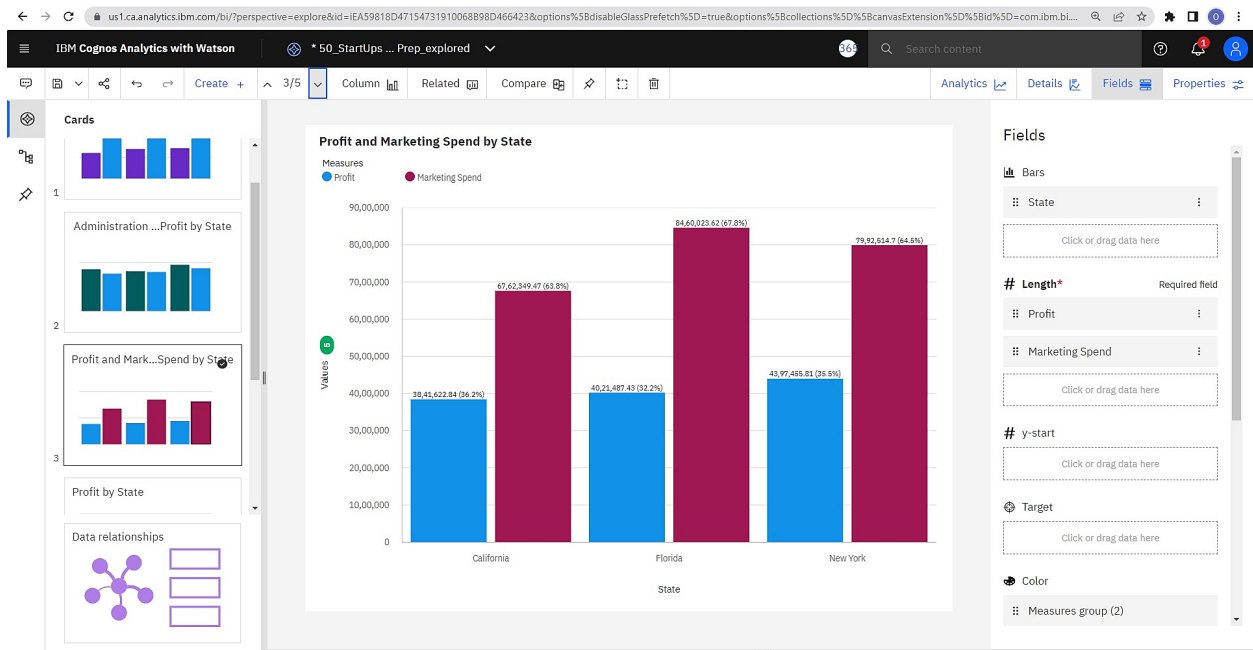 us1.ca.analytics.ibm.com/bi/?perspective=explore&id=iEA59818D47154731910068B98D466423&options%5BdisableGlassPrefetch%5D=true&options%5Bcollections%5D%5BcanvasExtension%5D%5Bid%5D=com.ibm.bi....
O
IBM Cognos Analytics with Watson
* 50_StartUps ... Prep_explored
365
Search content
1
Create +
3/5
Column
Related
Compare
Analytics
Details
Fields
Properties
Cards
1
Administration ...Profit by State
2
Profit and Mark...Spend by State
3
Profit by State
Data relationships
Profit and Marketing Spend by State
Measures
Profit
Marketing Spend
90,00,000
80,00,000
70,00,000
60,00,000
50,00,000
40,00,000
30,00,000
20,00,000
10,00,000
0
Values
5
38,41,622.84 (36.2%)
67,62,349.47 (63.8%)
40,21,487.43 (32.2%)
84,60,023.62 (67.8%)
43,97,455.81 (35.5%)
79,92,514.7 (64.5%)
California
Florida
New York
State
Fields
Bars
State
Click or drag data here
# Length*
Required field
Profit
Marketing Spend
Click or drag data here
# y-start
Click or drag data here
Target
Click or drag data here
Color
Measures group (2)